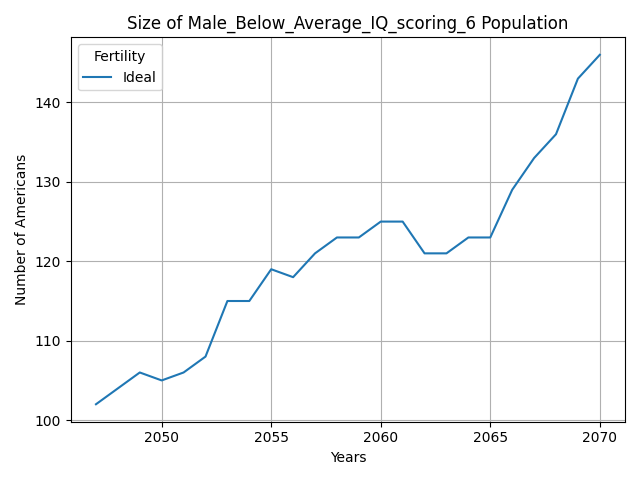 Size of Male_Below_Average_IQ_scoring_6 Population
Fertility
Ideal
Number of Americans
140
130
120
110
100
2050 2055 2060 2065 2070
Years